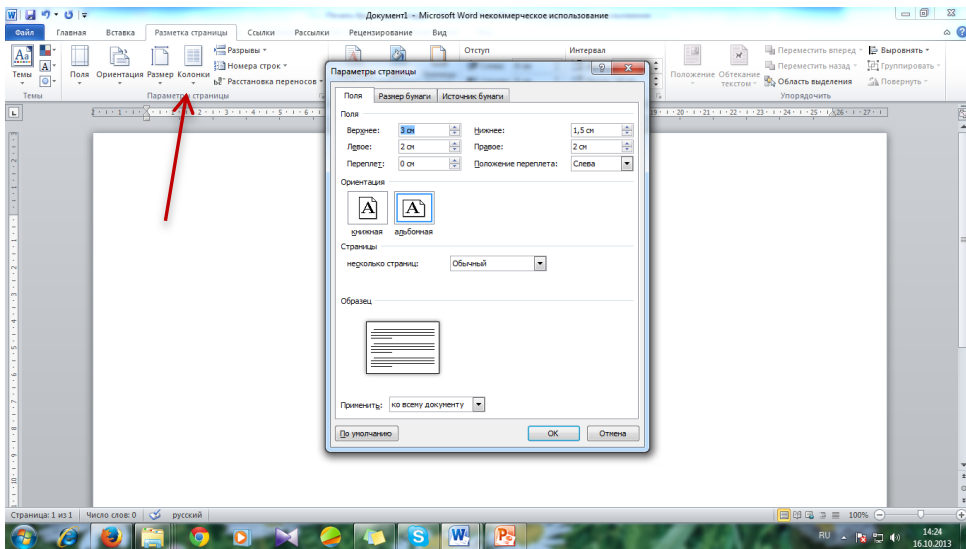 Документ1 - Microsoft Word некоммерческое использование
Файл Главная Вставка Разметка страницы Ссылки Рассылки Рецензирование Вид
Темы
Поля Ориентация Размер Колонки
Разрывы
Номера строк
Расстановка переносов
Отступ Интервал
Положение Обтекание текстом
Переместить вперед
Переместить назад
Область выделения
Выровнять
Группировать
Повернуть
Темы Параметры страницы Упорядочить
Параметры страницы
Поля Размер бумаги Источник бумаги
Поля
Верхнее: 3 см Нижнее: 1,5 см
Левое: 2 см Правое: 2 см
Переплет: 0 см Положение переплета: Слева
Ориентация
A A
книжная альбомная
Страницы
несколько страниц: Обычный
Образец
Применить: ко всему документу
По умолчанию ОК Отмена
Страница: 1 из 1 Число слов: 0 русский 100%
RU 14:24
16.10.2013